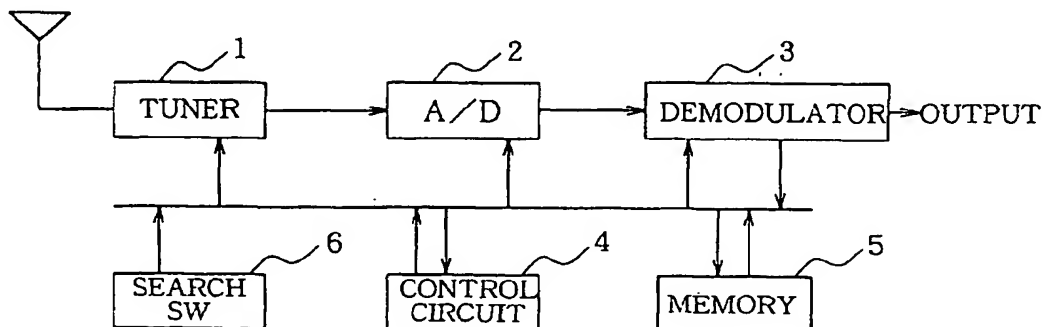 1
2
3
TUNER
A/D
DEMODULATOR
OUTPUT
6
4
5
SEARCH
SW
CONTROL
CIRCUIT
MEMORY